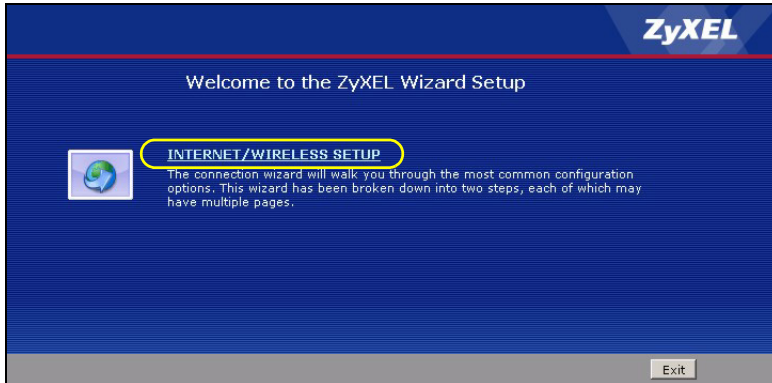 ZyXEL
Welcome to the ZyXEL Wizard Setup
INTERNET/WIRELESS SETUP
The connection wizard will walk you through the most common configuration
options. This wizard has been broken down into two steps, each of which may
have multiple pages.
Exit